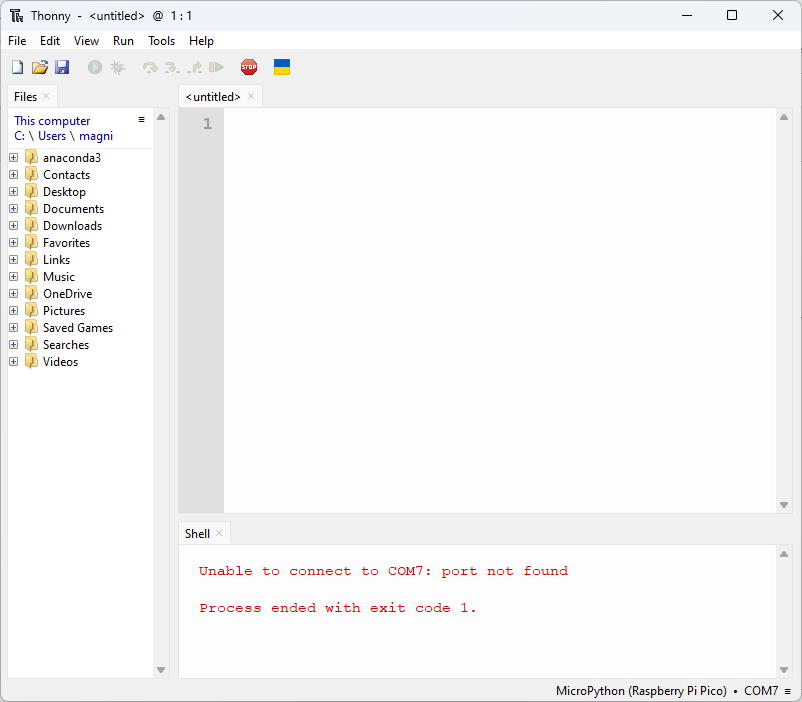 Thonny - <untitled> @ 1 : 1
File Edit View Run Tools Help
STOP
Files
<untitled>
This computer
C: \ Users \ magni
anaconda3
Contacts
Desktop
Documents
Downloads
Favorites
Links
Music
OneDrive
Pictures
Saved Games
Searches
Videos
1
Shell
Unable to connect to COM7: port not found
Process ended with exit code 1.
MicroPython (Raspberry Pi Pico) • COM7 ≡